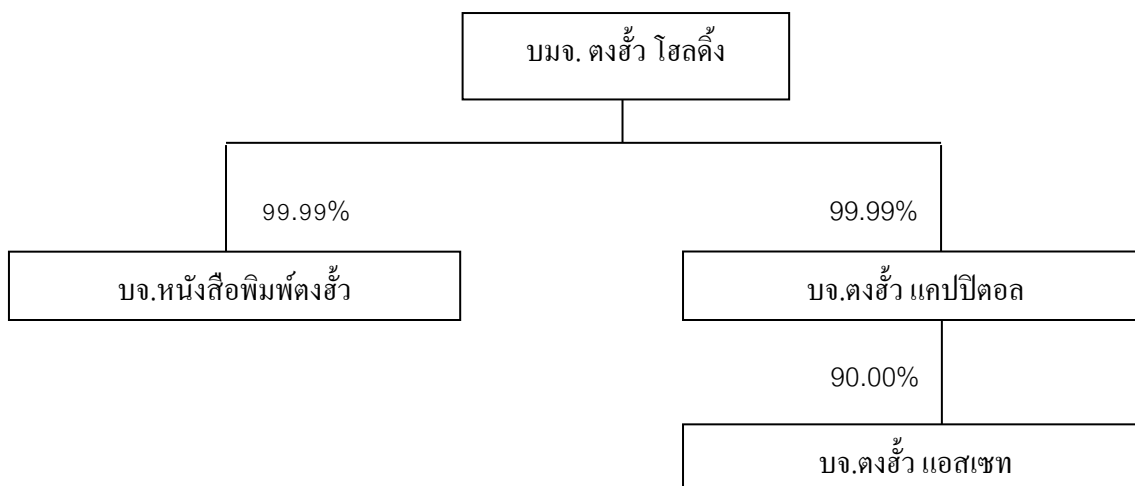 บมจ. ตงฮั้ว โฮลดิ้ง
99.99%
99.99%
บจ.หนังสือพิมพ์ตงฮั้ว
บจ.ตงฮั้ว แคปปิตอล
90.00%
บจ.ตงฮั้ว แอสเซท